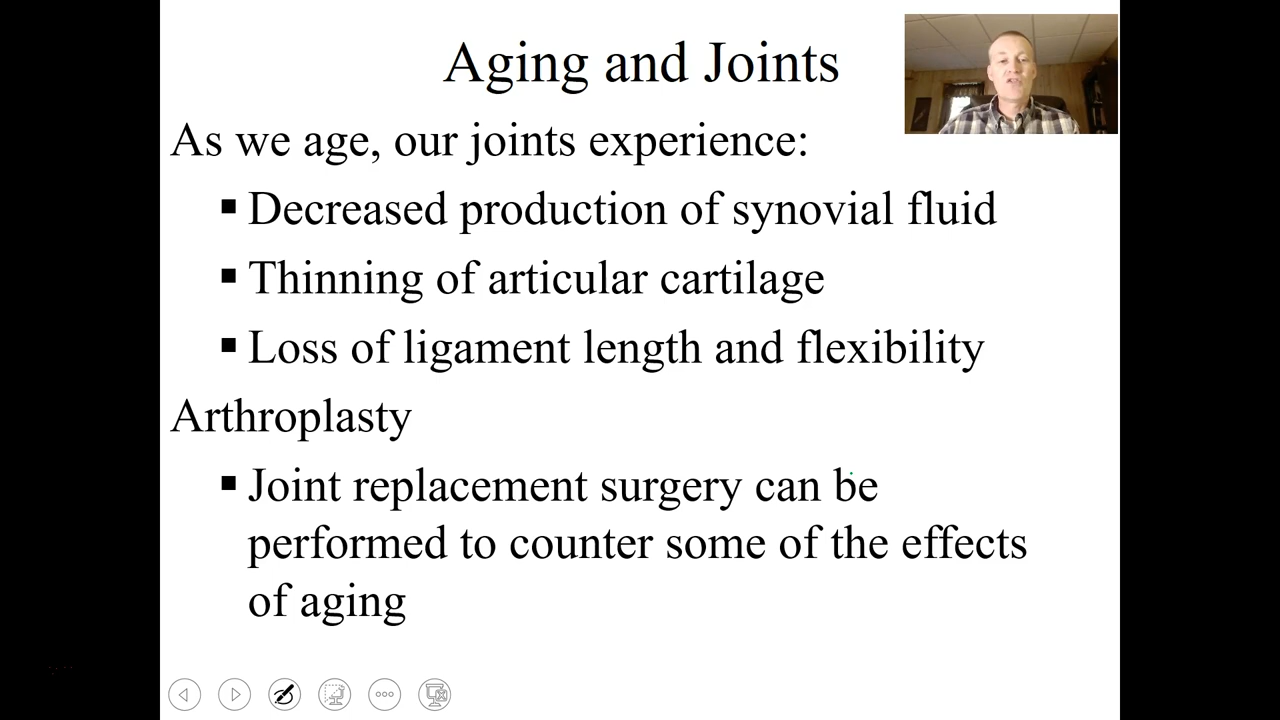 Aging and Joints
As we age, our joints experience:
▪ Decreased production of synovial fluid
▪ Thinning of articular cartilage
▪ Loss of ligament length and flexibility
Arthroplasty
▪ Joint replacement surgery can be
performed to counter some of the effects
of aging